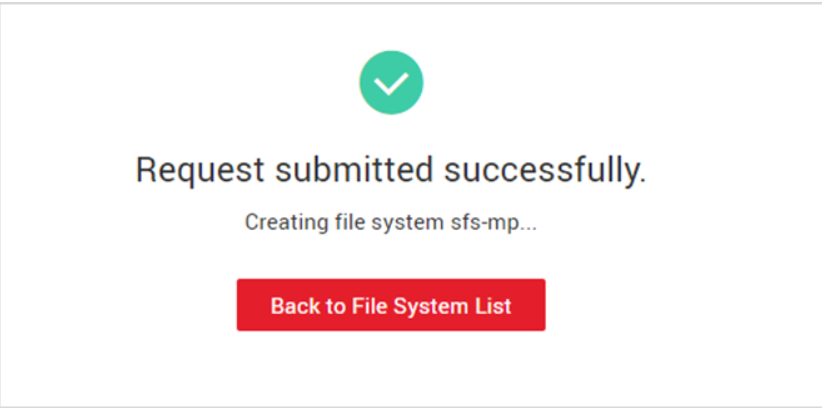 Request submitted successfully.
Creating file system sfs-mp...
Back to File System List